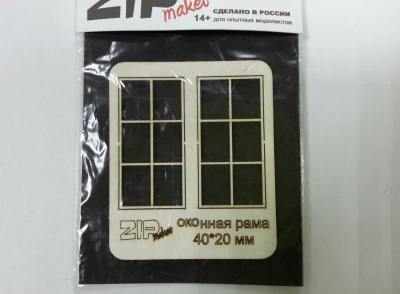 ZIP
maket
СДЕЛАНО В РОССИИ
14+ для опытных моделистов
ZIP maket
оконная рама
40*20 мм